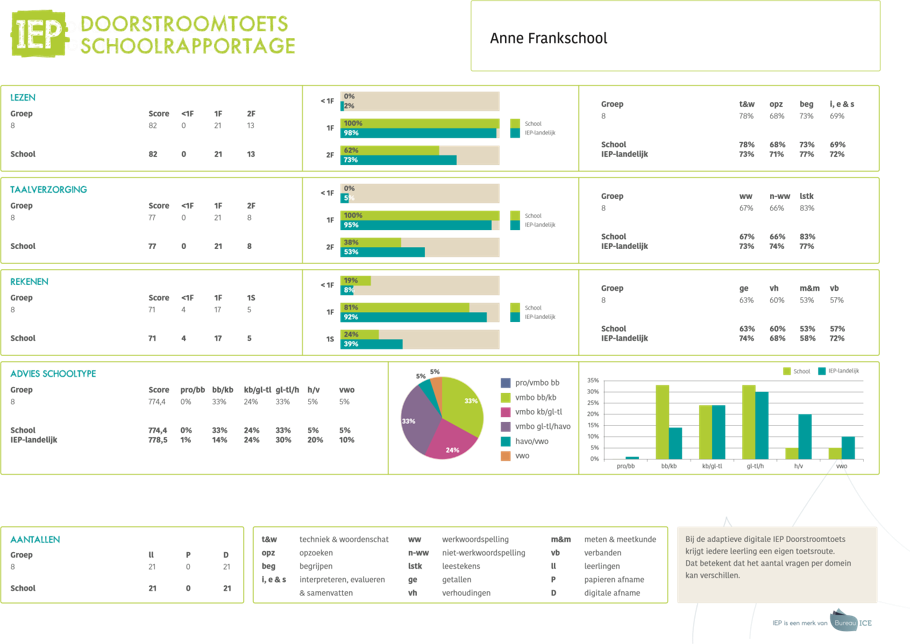 IEP DOORSTROOMTOETS
SCHOOLRAPPORTAGE
Anne Frankschool
LEZEN
Groep Score <1F 1F 2F
8 82 0 21 13
School 82 0 21 13
< 1F 0%
2%
1F 100%
98%
2F 62%
73%
School
IEP-landelijk
Groep t&w opz beg i, e & s
8 78% 68% 73% 69%
School 78% 68% 73% 69%
IEP-landelijk 73% 71% 77% 72%
TAALVERZORGING
Groep Score <1F 1F 2F
8 77 0 21 8
School 77 0 21 8
< 1F 0%
5%
1F 100%
95%
2F 38%
53%
School
IEP-landelijk
Groep ww n-ww lstk
8 67% 66% 83%
School 67% 66% 83%
IEP-landelijk 73% 74% 77%
REKENEN
Groep Score <1F 1F 1S
8 71 4 17 5
School 71 4 17 5
< 1F 19%
8%
1F 81%
92%
1S 24%
39%
School
IEP-landelijk
Groep ge vh m&m vb
8 63% 60% 53% 57%
School 63% 60% 53% 57%
IEP-landelijk 74% 68% 58% 72%
ADVIES SCHOOLTYPE
Groep Score pro/bb bb/kb kb/gl-tl gl-tl/h h/v vwo
8 774,4 0% 33% 24% 33% 5% 5%
School 774,4 0% 33% 24% 33% 5% 5%
IEP-landelijk 778,5 1% 14% 24% 30% 20% 10%
5% 5%
33%
33%
24%
pro/vmbo bb
vmbo bb/kb
vmbo kb/gl-tl
vmbo gl-tl/havo
havo/vwo
vwo
School IEP-landelijk
35%
30%
25%
20%
15%
10%
5%
0%
pro/bb bb/kb kb/gl-tl gl-tl/h h/v vwo
AANTALLEN
Groep ll P D
8 21 0 21
School 21 0 21
t&w techniek & woordenschat ww werkwoordspelling m&m meten & meetkunde
opz opzoeken n-ww niet-werkwoordspelling vb verbanden
beg begrijpen lstk leestekens ll leerlingen
i, e & s interpreteren, evalueren ge getallen P papieren afname
& samenvatten vh verhoudingen D digitale afname
Bij de adaptieve digitale IEP Doorstroomtoets
krijgt iedere leerling een eigen toetsroute.
Dat betekent dat het aantal vragen per domein
kan verschillen.
IEP is een merk van Bureau ICE